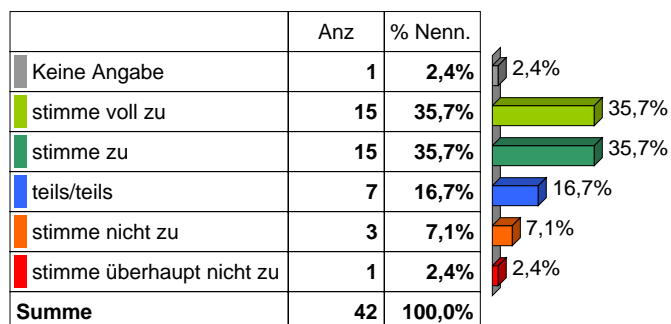 Anz % Nenn.
Keine Angabe 1 2,4% 2,4%
stimme voll zu 15 35,7% 35,7%
stimme zu 15 35,7% 35,7%
teils/teils 7 16,7% 16,7%
stimme nicht zu 3 7,1% 7,1%
stimme überhaupt nicht zu 1 2,4% 2,4%
Summe 42 100,0%